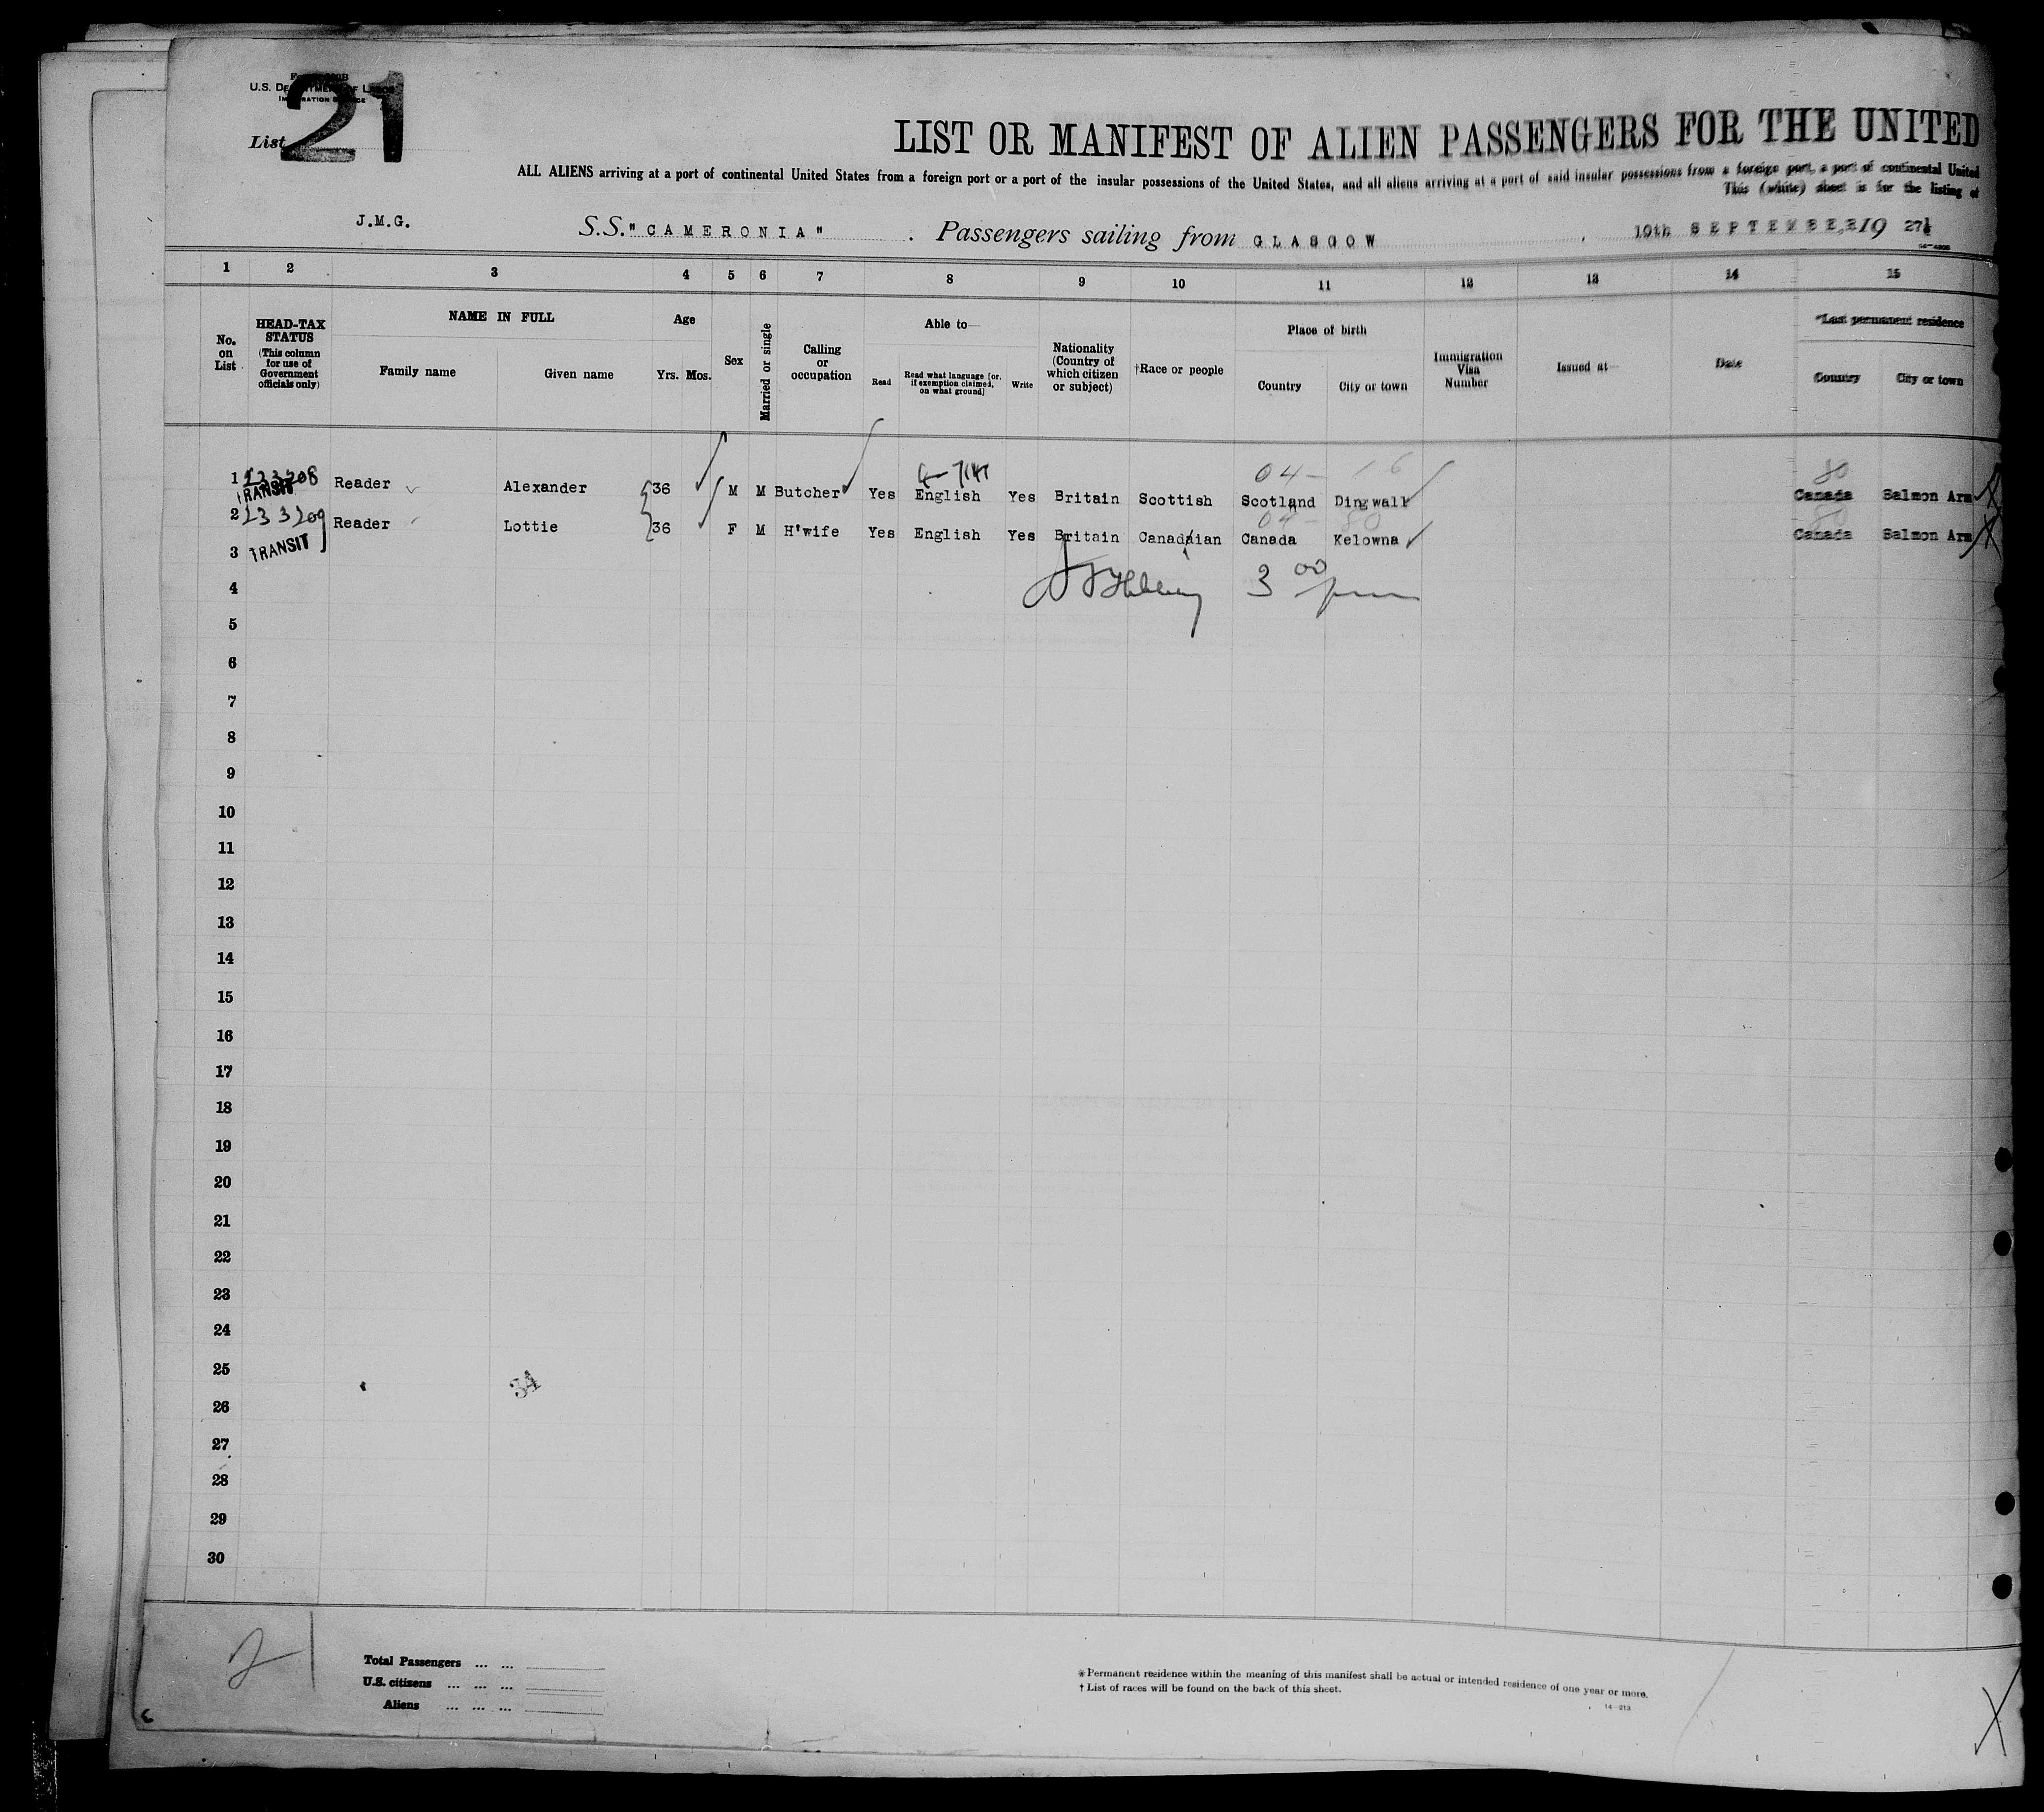 U.S. DEPARTMENT OF LABOR
IMMIGRATION SERVICE
List 21
LIST OR MANIFEST OF ALIEN PASSENGERS FOR THE UNITED
ALL ALIENS arriving at a port of continental United States from a foreign port or a port of the insular possessions of the United States, and all aliens arriving at a port of said insular possessions from a foreign port, a port of continental United
This (white) sheet is for the listing of
J.M.G. S.S. "CAMERONIA" . Passengers sailing from GLASGOW , 10th SEPTEMBER, 19 27
1 2 3 4 5 6 7 8 9 10 11 12 13 14 15
No. on List
HEAD-TAX STATUS (This column for use of Government officials only)
NAME IN FULL
Family name Given name
Age
Yrs. Mos.
Sex
Married or single
Calling or occupation
Able to
Read Read what language [or, if exemption claimed, on what ground] Write
Nationality (Country of which citizen or subject)
†Race or people
Place of birth
Country City or town
Immigration Visa Number
Issued at
Date
*Last permanent residence
Country City or town
04- 16 80
1 TRANSIT Reader Alexander 36 M M Butcher Yes English Yes Britain Scottish Scotland Dingwall Canada Salmon Arm
2 233209 Reader Lottie 36 F M H'wife Yes English Yes Britain Canadian Canada Kelowna Canada Salmon Arm
3 TRANSIT
4 3 00 pm
5
6
7
8
9
10
11
12
13
14
15
16
17
18
19
20
21
22
23
24
25 34
26
27
28
29
30
21
Total Passengers ... ...
U.S. citizens ... ... ...
Aliens ... ... ...
*Permanent residence within the meaning of this manifest shall be actual or intended residence of one year or more.
†List of races will be found on the back of this sheet.
14—213